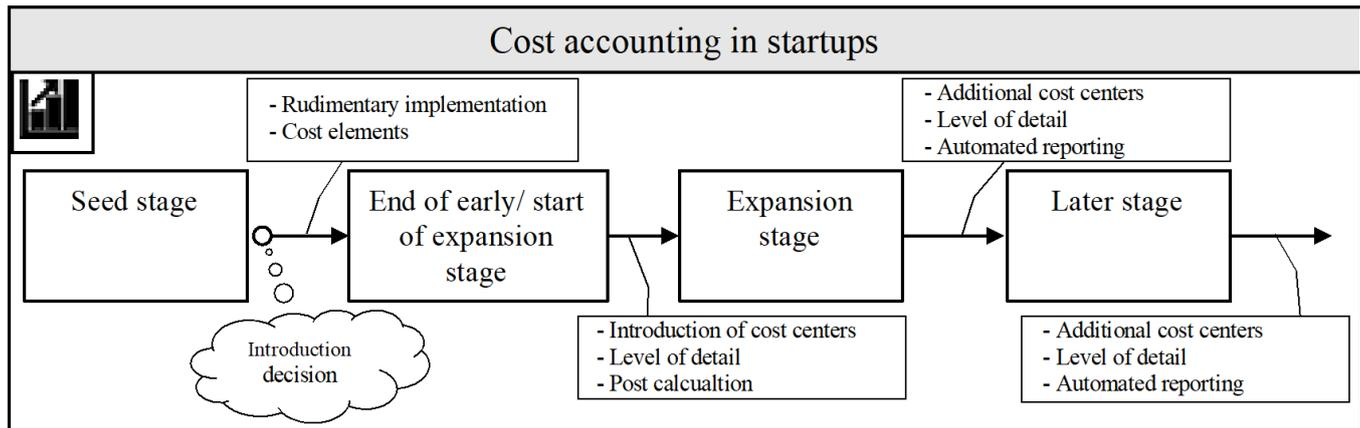 Cost accounting in startups
- Rudimentary implementation
- Cost elements
- Additional cost centers
- Level of detail
- Automated reporting
Seed stage
End of early/ start
of expansion
stage
Expansion
stage
Later stage
Introduction
decision
- Introduction of cost centers
- Level of detail
- Post calcualtion
- Additional cost centers
- Level of detail
- Automated reporting